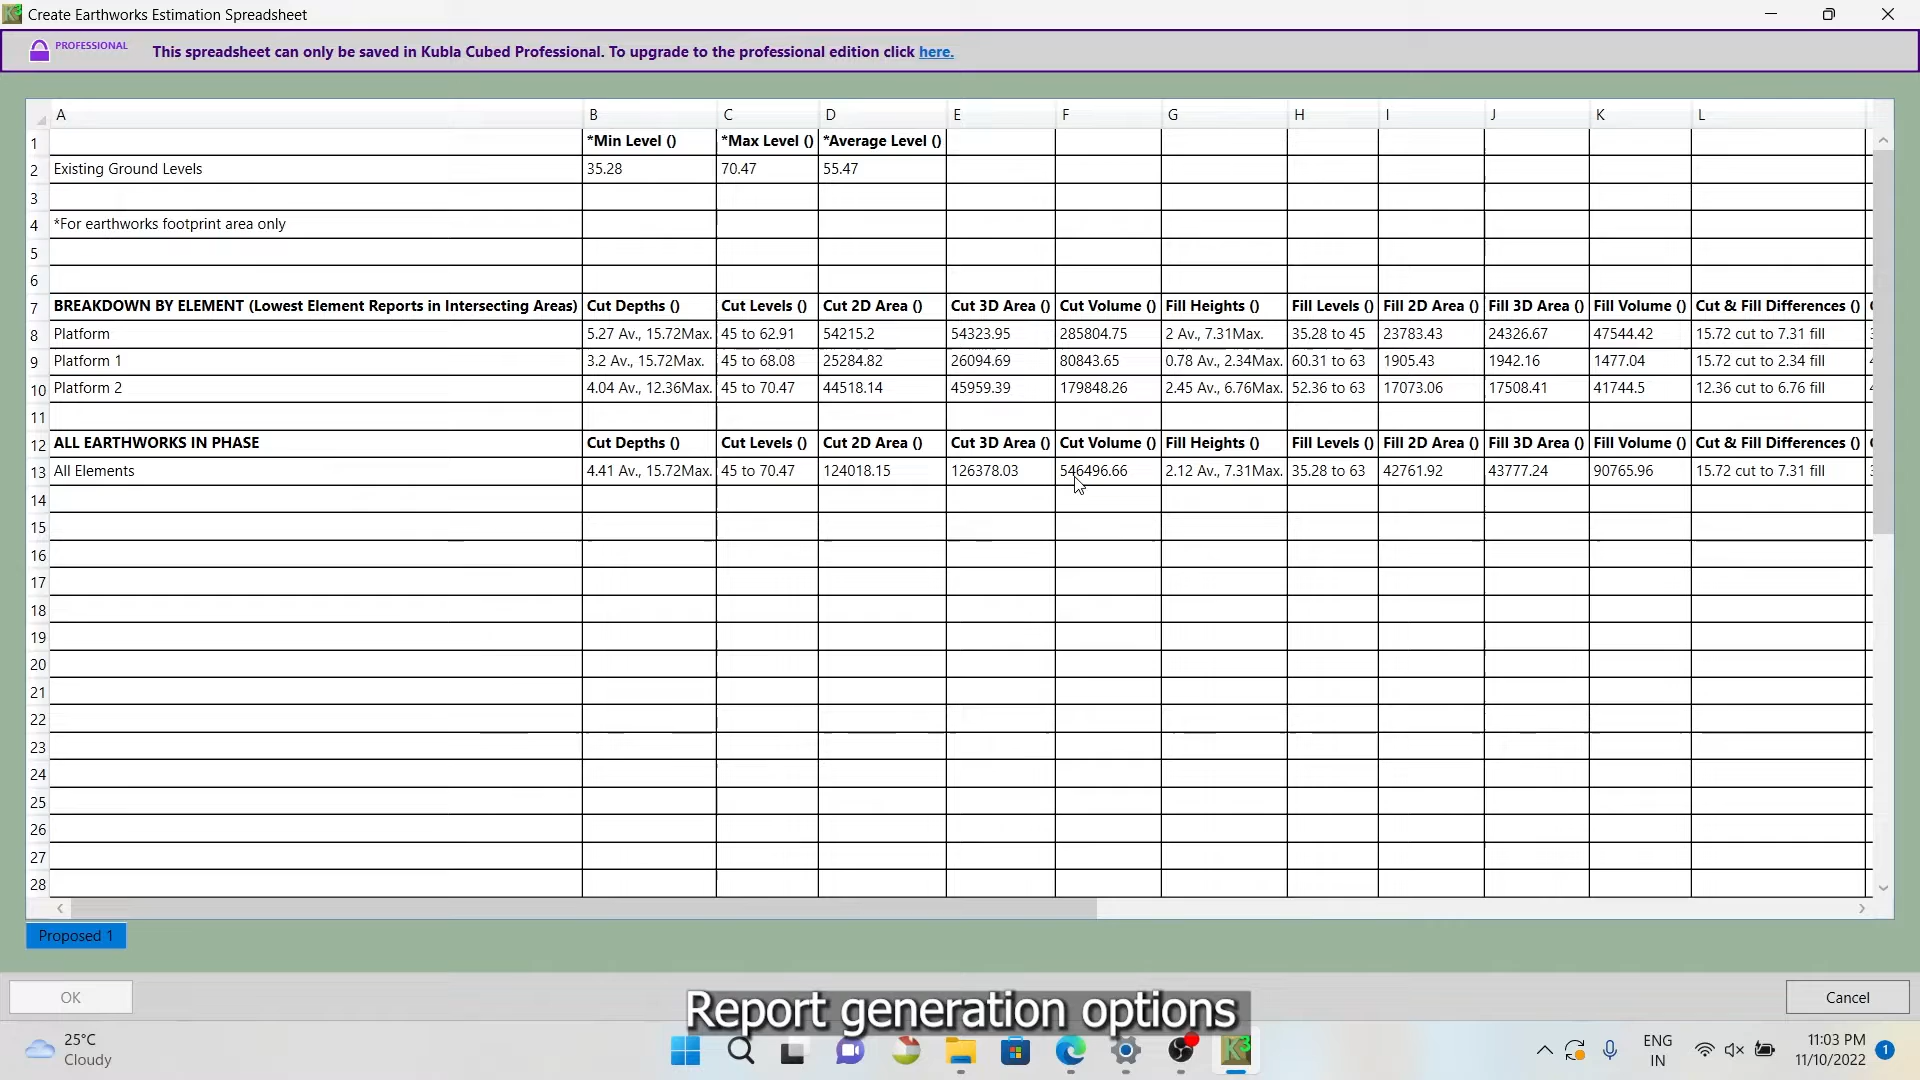 Create Earthworks Estimation Spreadsheet
PROFESSIONAL This spreadsheet can only be saved in Kubla Cubed Professional. To upgrade to the professional edition click here.
A B C D E F G H I J K L
1 *Min Level () *Max Level () *Average Level ()
2 Existing Ground Levels 35.28 70.47 55.47
3
4 *For earthworks footprint area only
5
6
7 BREAKDOWN BY ELEMENT (Lowest Element Reports in Intersecting Areas) Cut Depths () Cut Levels () Cut 2D Area () Cut 3D Area () Cut Volume () Fill Heights () Fill Levels () Fill 2D Area () Fill 3D Area () Fill Volume () Cut & Fill Differences ()
8 Platform 5.27 Av., 15.72Max. 45 to 62.91 54215.2 54323.95 285804.75 2 Av., 7.31Max. 35.28 to 45 23783.43 24326.67 47544.42 15.72 cut to 7.31 fill
9 Platform 1 3.2 Av., 15.72Max. 45 to 68.08 25284.82 26094.69 80843.65 0.78 Av., 2.34Max. 60.31 to 63 1905.43 1942.16 1477.04 15.72 cut to 2.34 fill
10 Platform 2 4.04 Av., 12.36Max. 45 to 70.47 44518.14 45959.39 179848.26 2.45 Av., 6.76Max. 52.36 to 63 17073.06 17508.41 41744.5 12.36 cut to 6.76 fill
11
12 ALL EARTHWORKS IN PHASE Cut Depths () Cut Levels () Cut 2D Area () Cut 3D Area () Cut Volume () Fill Heights () Fill Levels () Fill 2D Area () Fill 3D Area () Fill Volume () Cut & Fill Differences ()
13 All Elements 4.41 Av., 15.72Max. 45 to 70.47 124018.15 126378.03 546496.66 2.12 Av., 7.31Max. 35.28 to 63 42761.92 43777.24 90765.96 15.72 cut to 7.31 fill
14
15
16
17
18
19
20
21
22
23
24
25
26
27
28
Proposed 1
OK Cancel
Report generation options
25°C
Cloudy
ENG
IN
11:03 PM
11/10/2022
1